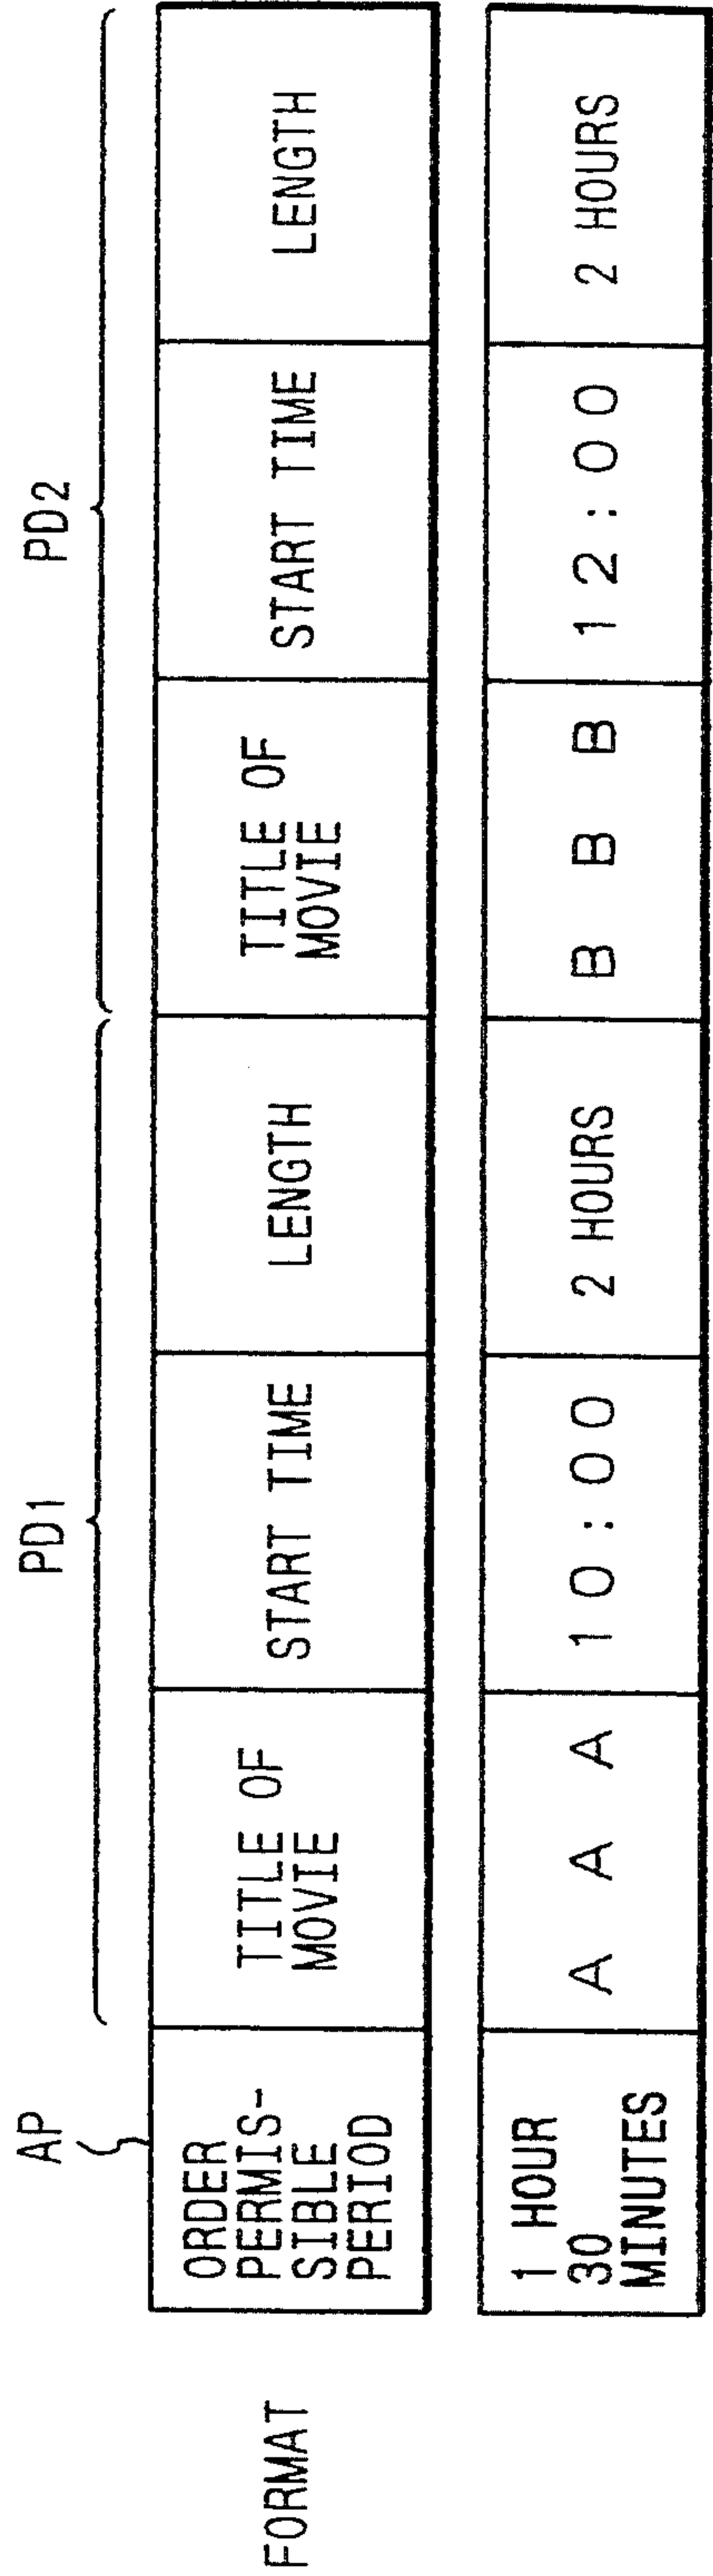 AP
PD1
PD2
FORMAT
ORDER
PERMIS-
SIBLE
PERIOD
TITLE OF
MOVIE
START TIME
LENGTH
TITLE OF
MOVIE
START TIME
LENGTH
1 HOUR
30
MINUTES
A A A
10:00
2 HOURS
B B B
12:00
2 HOURS